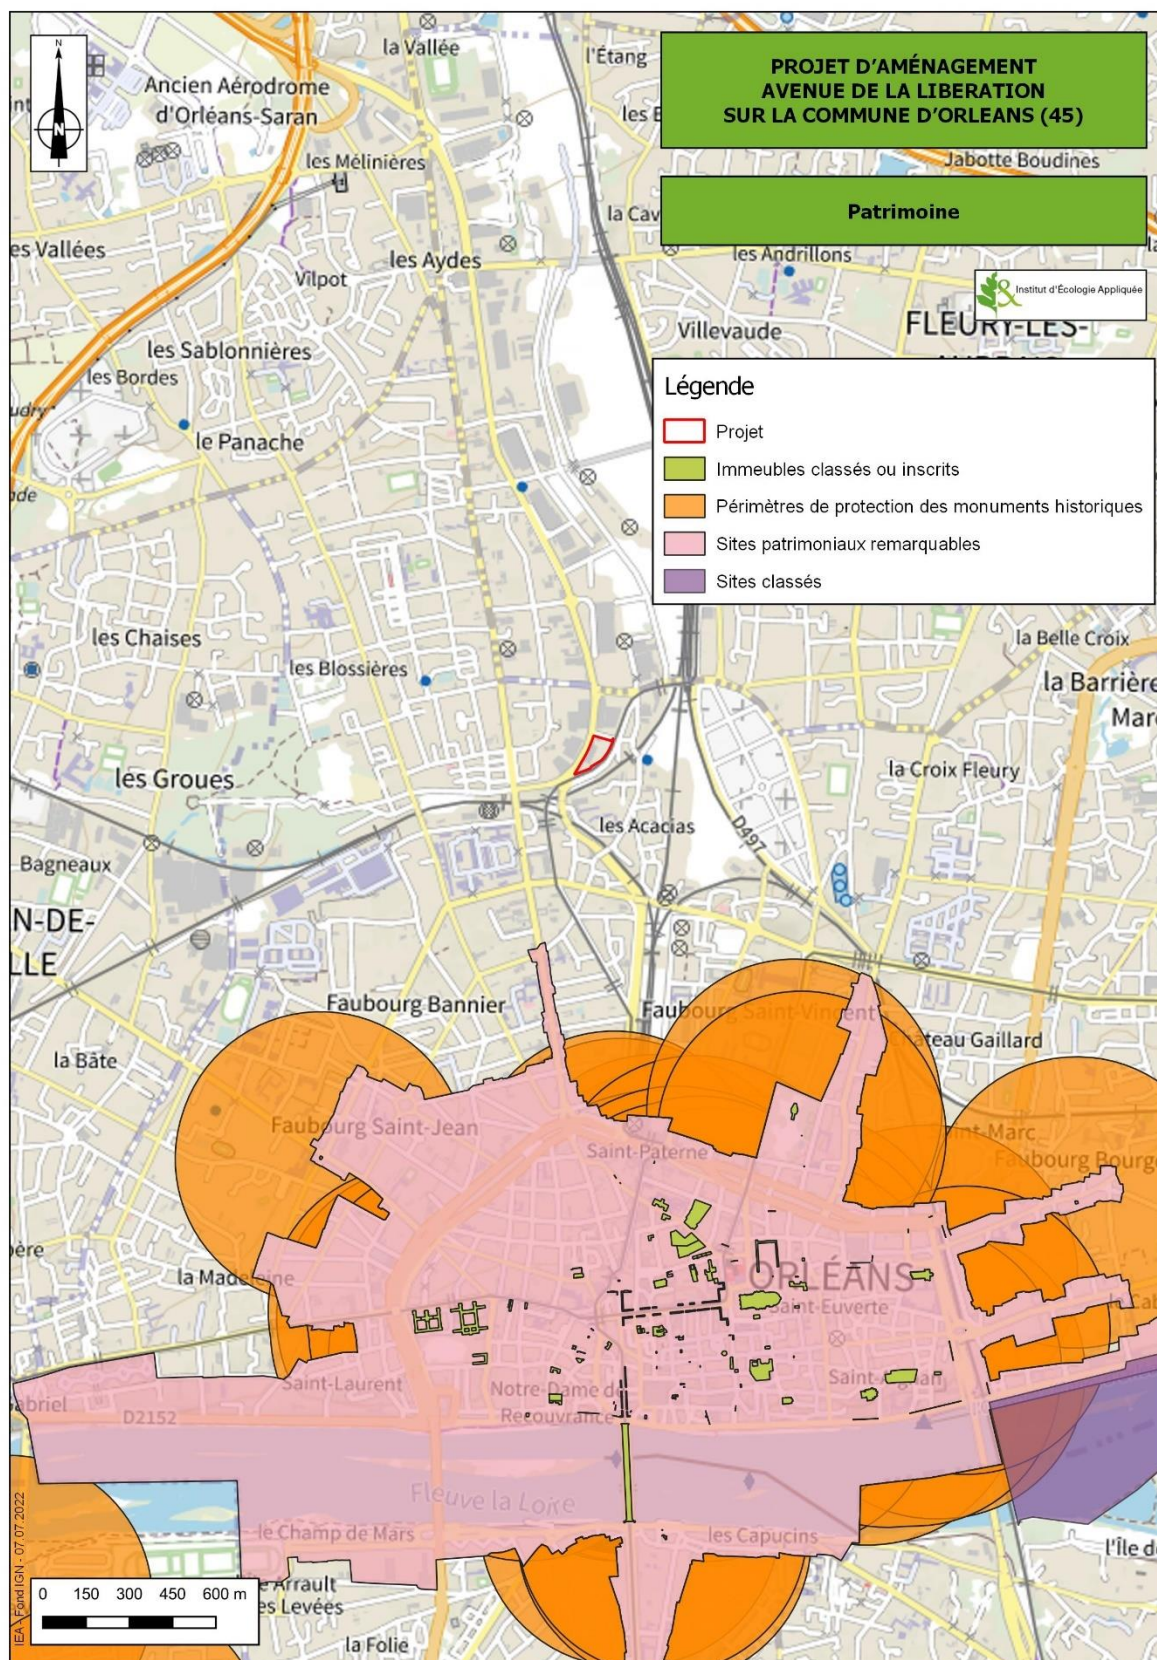 N
N
la Vallée
l'Étang
Ancien Aérodrome
d'Orléans-Saran
les Mélinières
PROJET D'AMÉNAGEMENT
AVENUE DE LA LIBERATION
SUR LA COMMUNE D'ORLEANS (45)
Jabotte Boudines
Patrimoine
es Vallées
les Aydes
Vilpot
les Andrillons
Institut d'Écologie Appliquée
Villevaude
FLEURY-LES-
les Sablonnières
les Bordes
le Panache
Légende
Projet
Immeubles classés ou inscrits
Périmètres de protection des monuments historiques
Sites patrimoniaux remarquables
Sites classés
les Chaises
les Blossières
la Belle Croix
la Barrière
les Groues
la Croix Fleury
les Acacias
D497
Bagneaux
N-DE-
LLE
Faubourg Bannier
Faubourg Saint-Vincent
Château Gaillard
la Bâte
Faubourg Saint-Jean
Saint-Paterne
Saint-Marc
Faubourg Bourg
la Madeleine
ORLÉANS
Saint-Euverte
Saint-Laurent
Notre-Dame de
Recouvrance
Saint-Aignan
Gabriel
D2152
Fleuve la Loire
le Champ de Mars
les Capucins
l'Île d
Arrault
es Levées
la Folie
0 150 300 450 600 m
IEA - Fond IGN - 07.07.2022